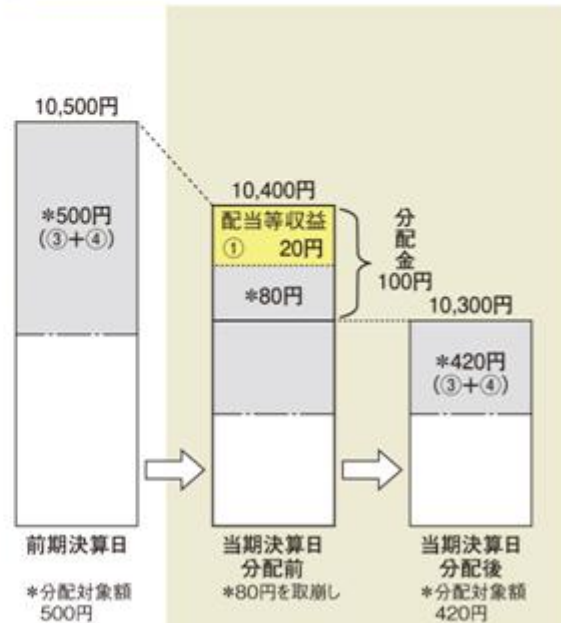 10,500円
*500円
(③+④)
前期決算日
*分配対象額
500円
10,400円
配当等収益
① 20円
*80円
分配金
100円
当期決算日
分配前
*80円を取崩し
10,300円
*420円
(③+④)
当期決算日
分配後
*分配対象額
420円